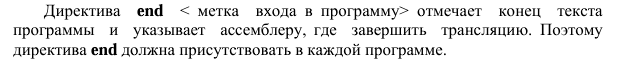 Директива end < метка входа в программу> отмечает конец текста
программы и указывает ассемблеру, где завершить трансляцию. Поэтому
директива end должна присутствовать в каждой программе.